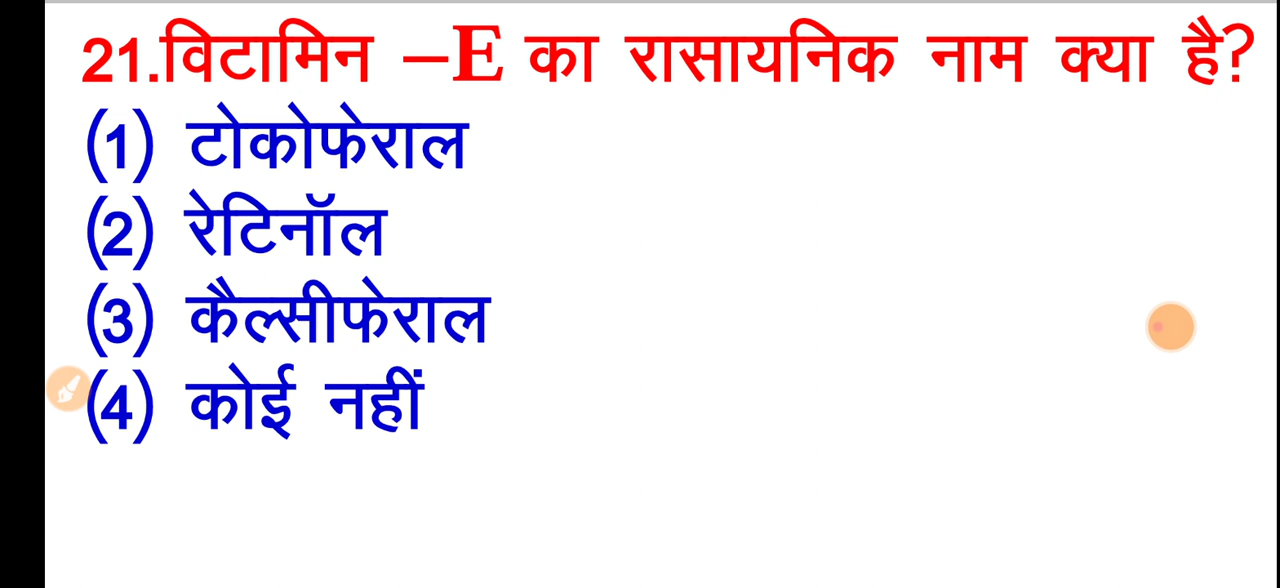 21.विटामिन –E का रासायनिक नाम क्या है?
(1) टोकोफेराल
(2) रेटिनॉल
(3) कैल्सीफेराल
(4) कोई नहीं